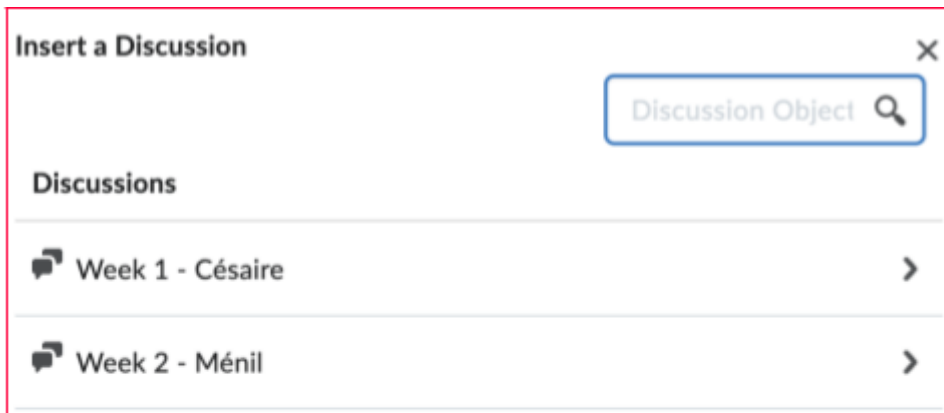 Insert a Discussion
Discussion Object
Discussions
Week 1 - Césaire
Week 2 - Ménil